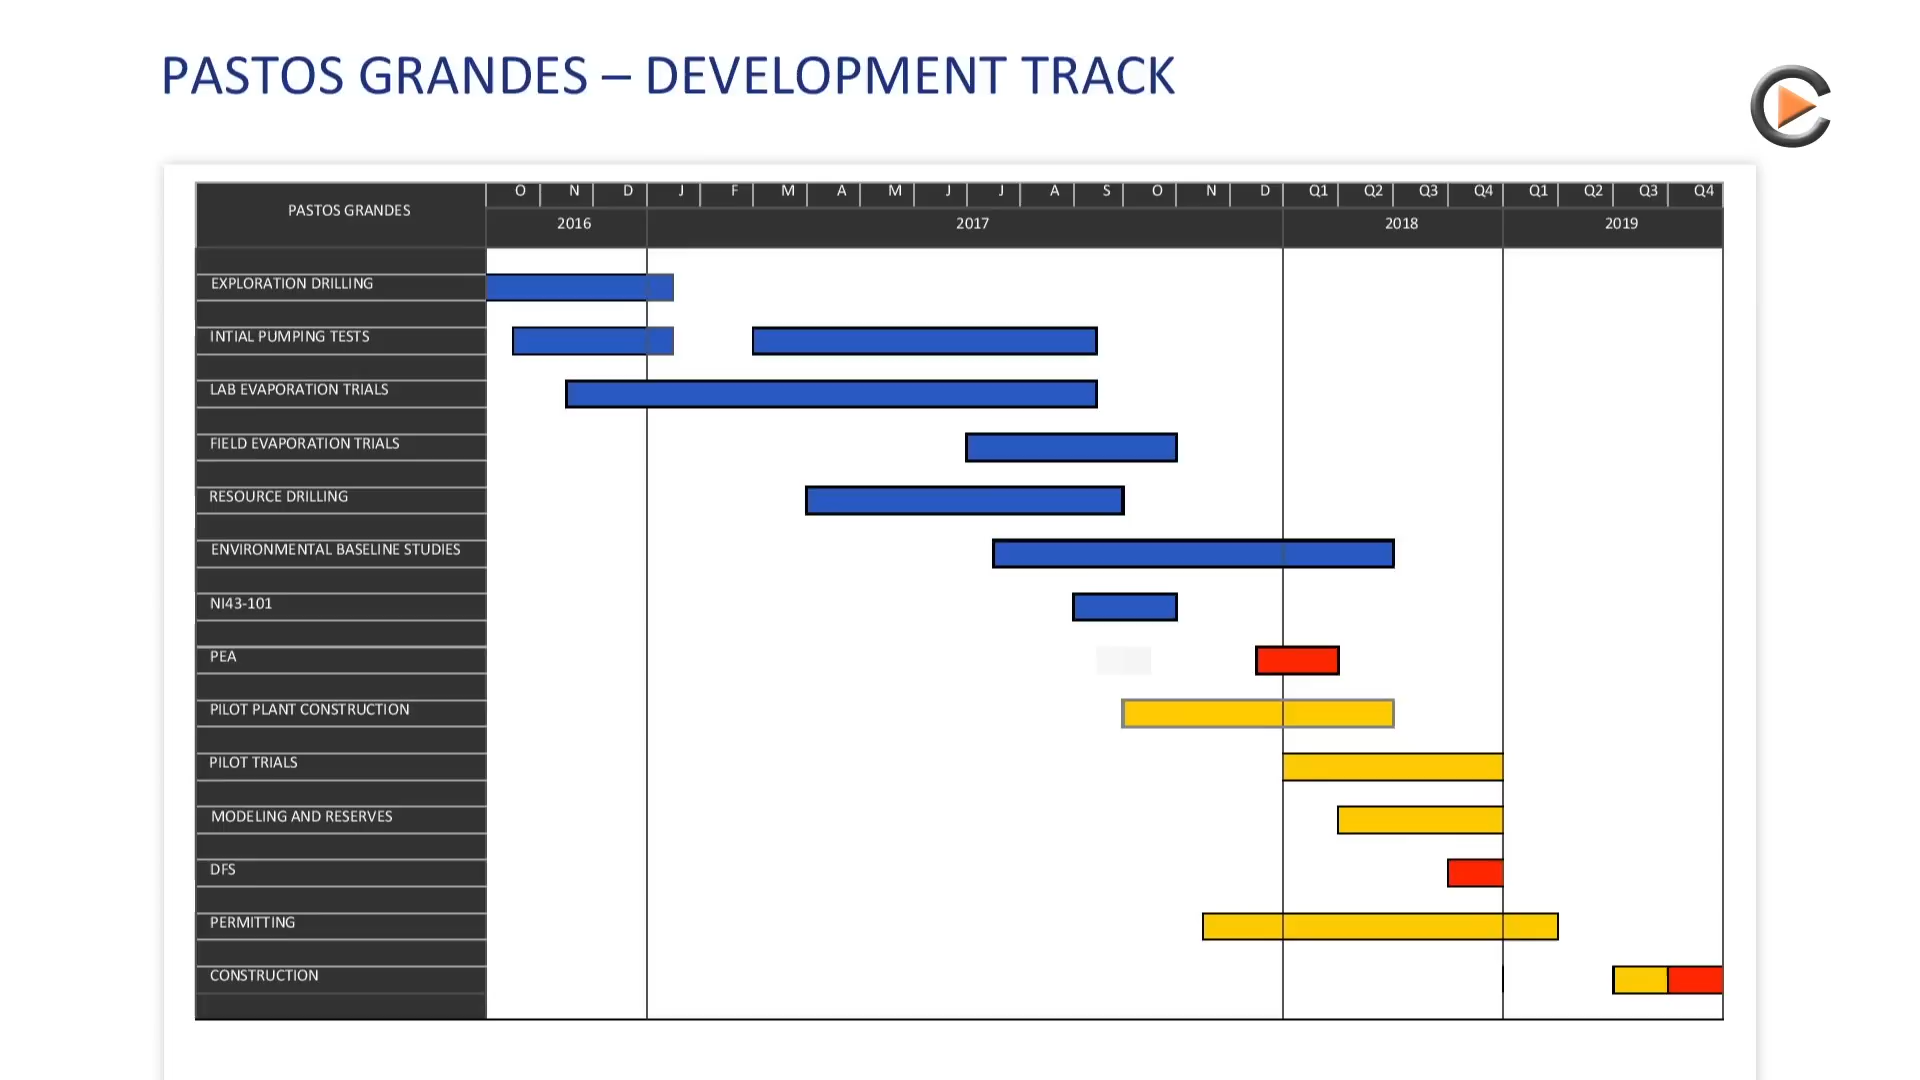 PASTOS GRANDES – DEVELOPMENT TRACK
PASTOS GRANDES
O N D J F M A M J J A S O N D Q1 Q2 Q3 Q4 Q1 Q2 Q3 Q4
2016 2017 2018 2019
EXPLORATION DRILLING
INTIAL PUMPING TESTS
LAB EVAPORATION TRIALS
FIELD EVAPORATION TRIALS
RESOURCE DRILLING
ENVIRONMENTAL BASELINE STUDIES
NI43-101
PEA
PILOT PLANT CONSTRUCTION
PILOT TRIALS
MODELING AND RESERVES
DFS
PERMITTING
CONSTRUCTION